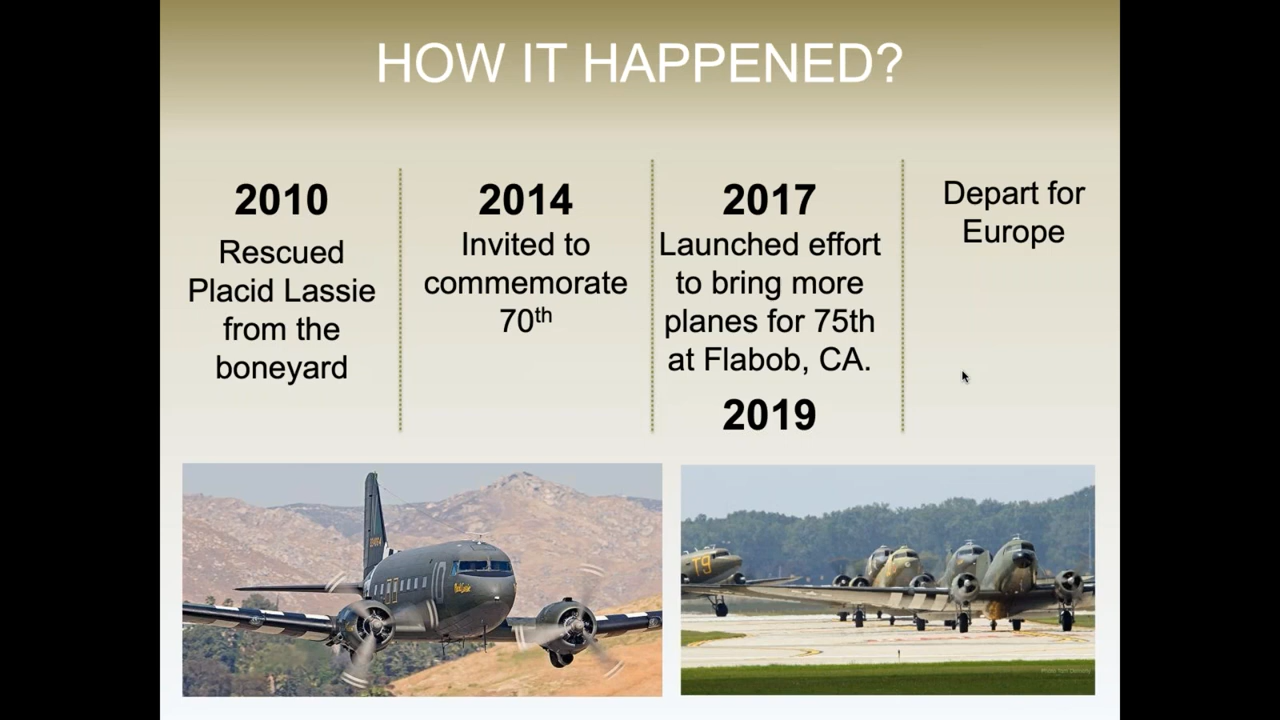 HOW IT HAPPENED?
2010
Rescued
Placid Lassie
from the
boneyard
2014
Invited to
commemorate
70th
2017
Launched effort
to bring more
planes for 75th
at Flabob, CA.
2019
Depart for
Europe
T9